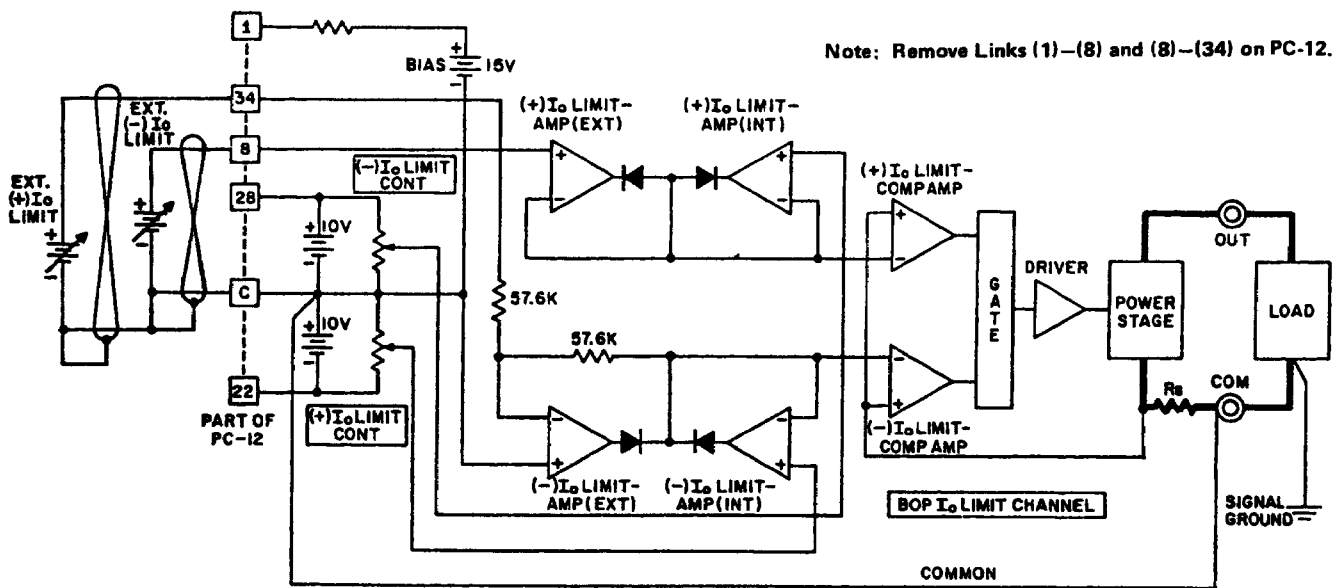 1
Note: Remove Links (1)—(8) and (8)—(34) on PC-12.
+
BIAS
15V
-
34
EXT.
(-)Io
LIMIT
8
EXT.
(+)Io
LIMIT
+
-
+
-
28
C
22
PART OF
PC-12
(-)Io LIMIT
CONT
+
10V
-
+
10V
-
(+)Io LIMIT
CONT
(+)Io LIMIT-
AMP(EXT)
(+)Io LIMIT-
AMP(INT)
+
-
+
-
57.6K
57.6K
-
+
-
+
(-)Io LIMIT-
AMP(EXT)
(-)Io LIMIT-
AMP(INT)
(+)Io LIMIT-
COMPAMP
+
-
-
+
(-)Io LIMIT-
COMPAMP
GATE
DRIVER
POWER
STAGE
OUT
LOAD
Rs
COM
BOP Io LIMIT CHANNEL
SIGNAL
GROUND
COMMON